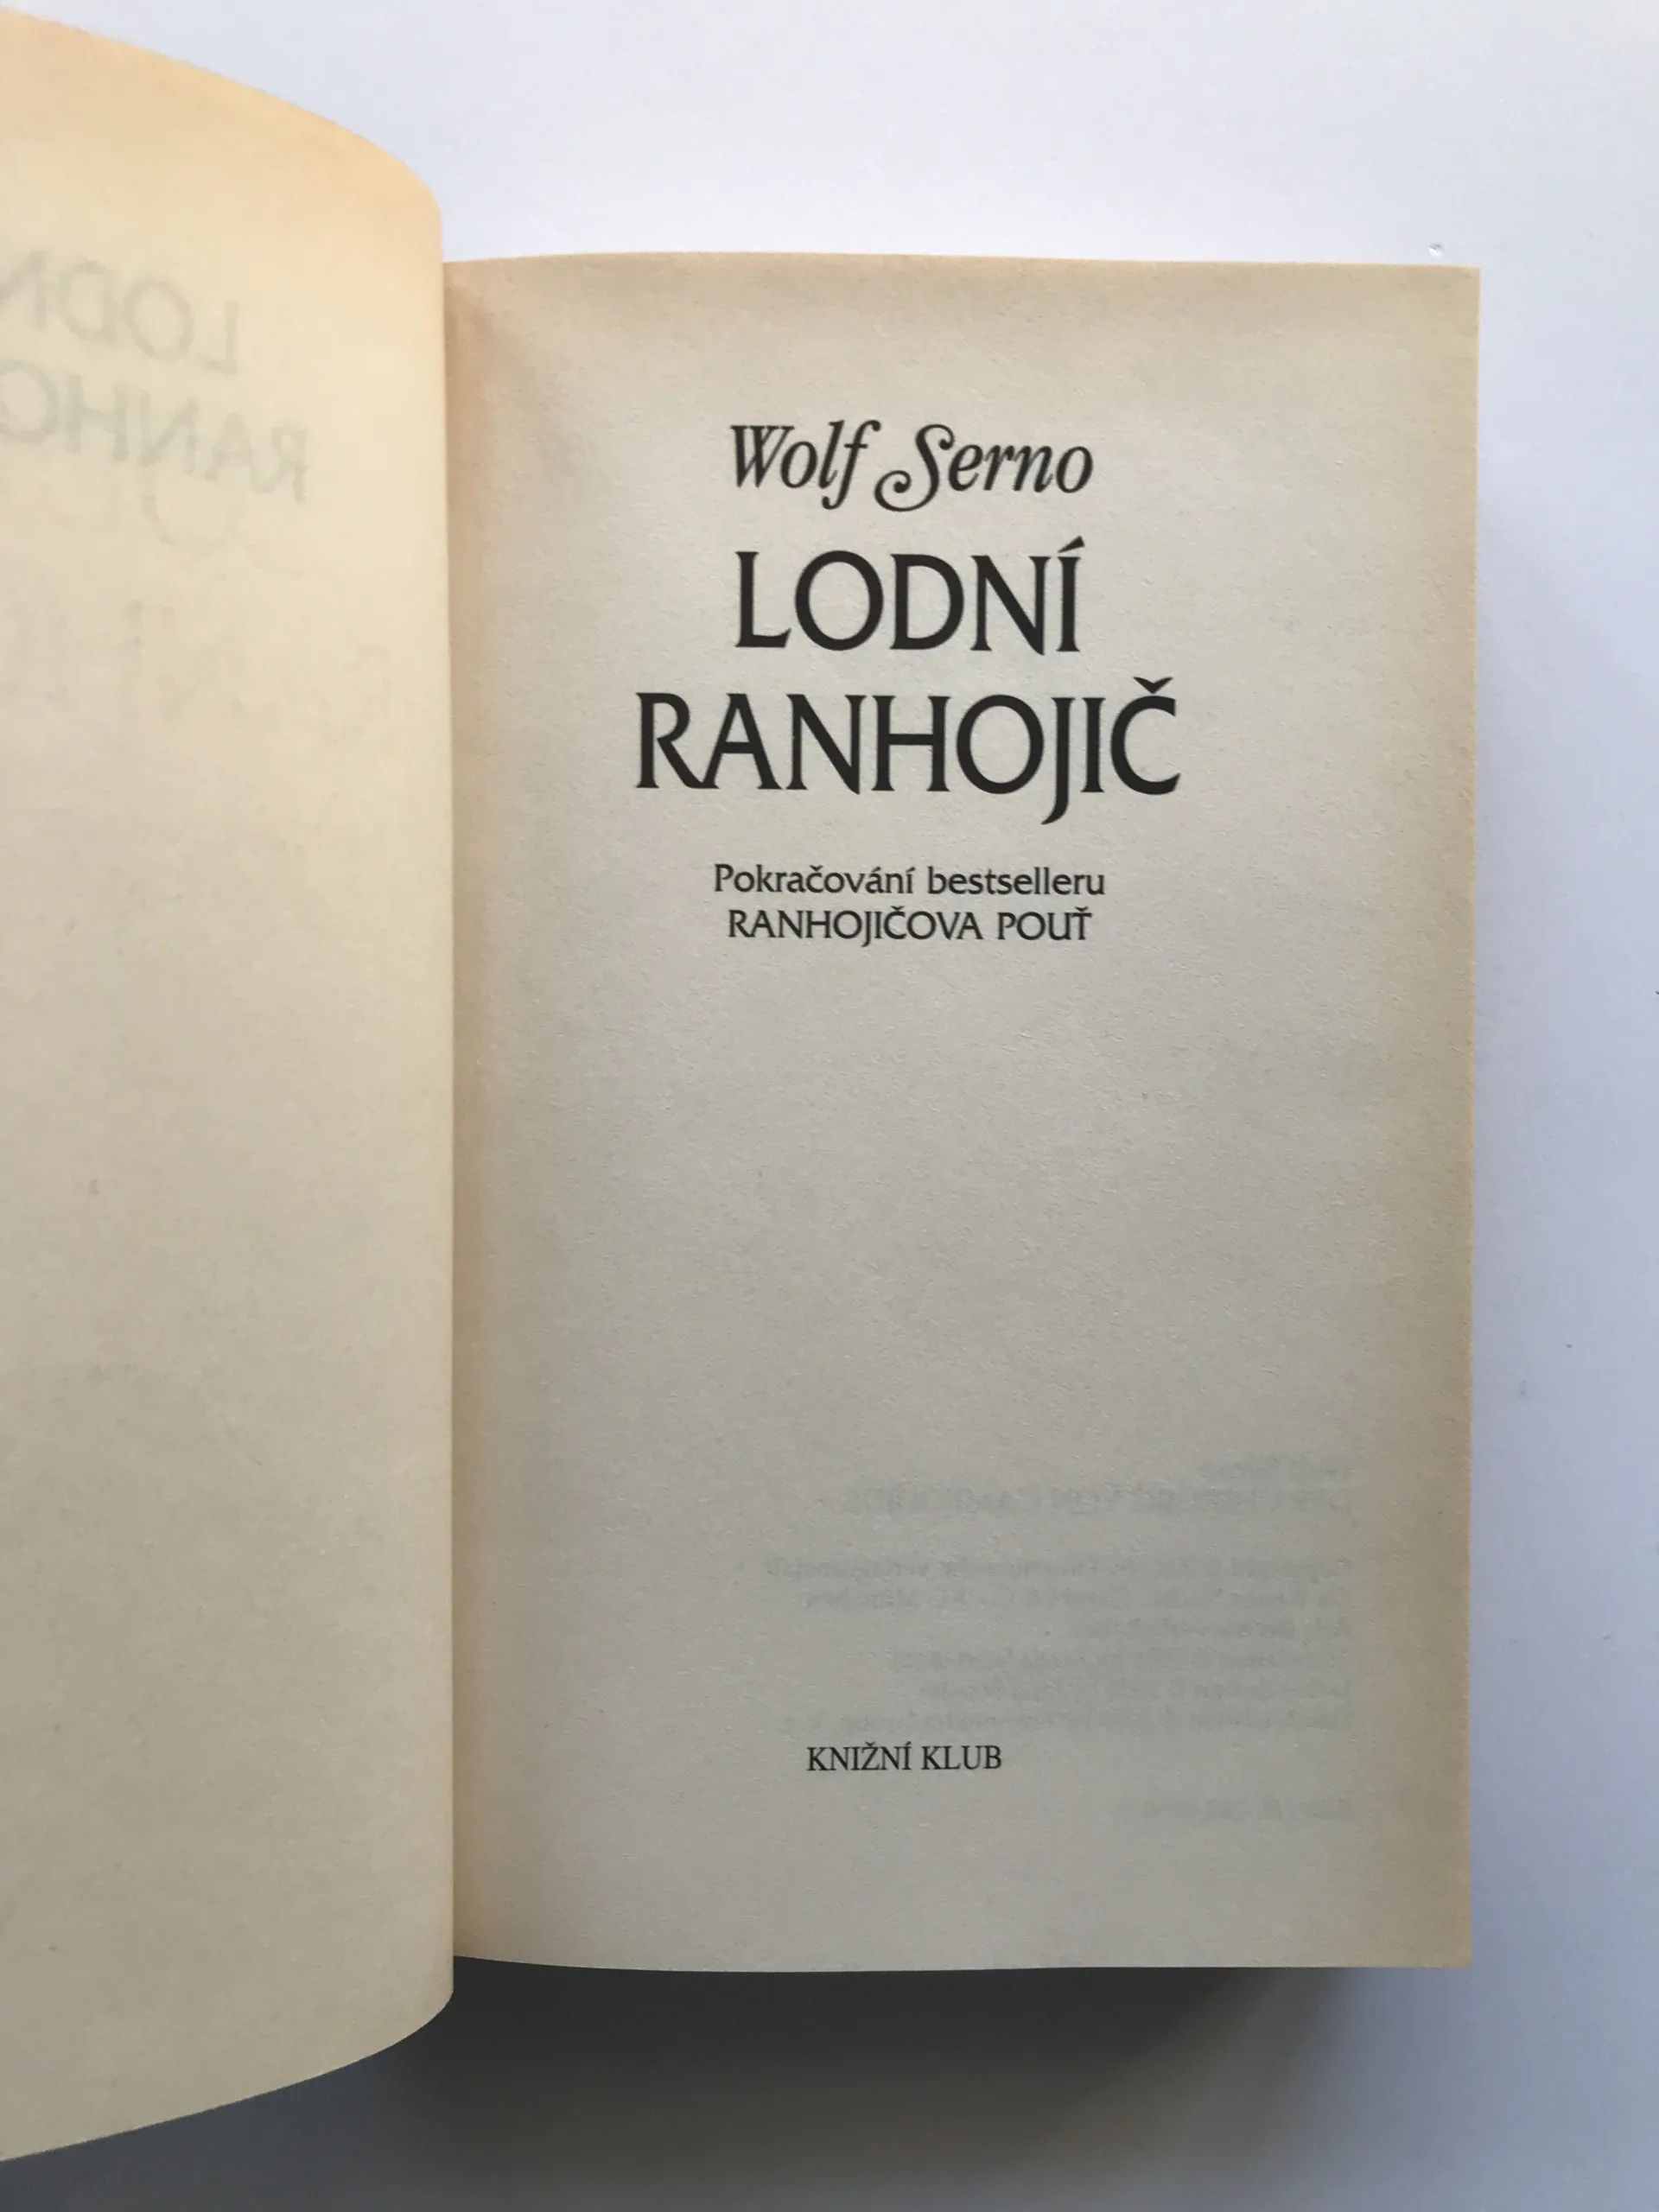 Wolf Serno
LODNÍ
RANHOJIČ
Pokračování bestselleru
RANHOJIČOVA POUŤ
KNIŽNÍ KLUB